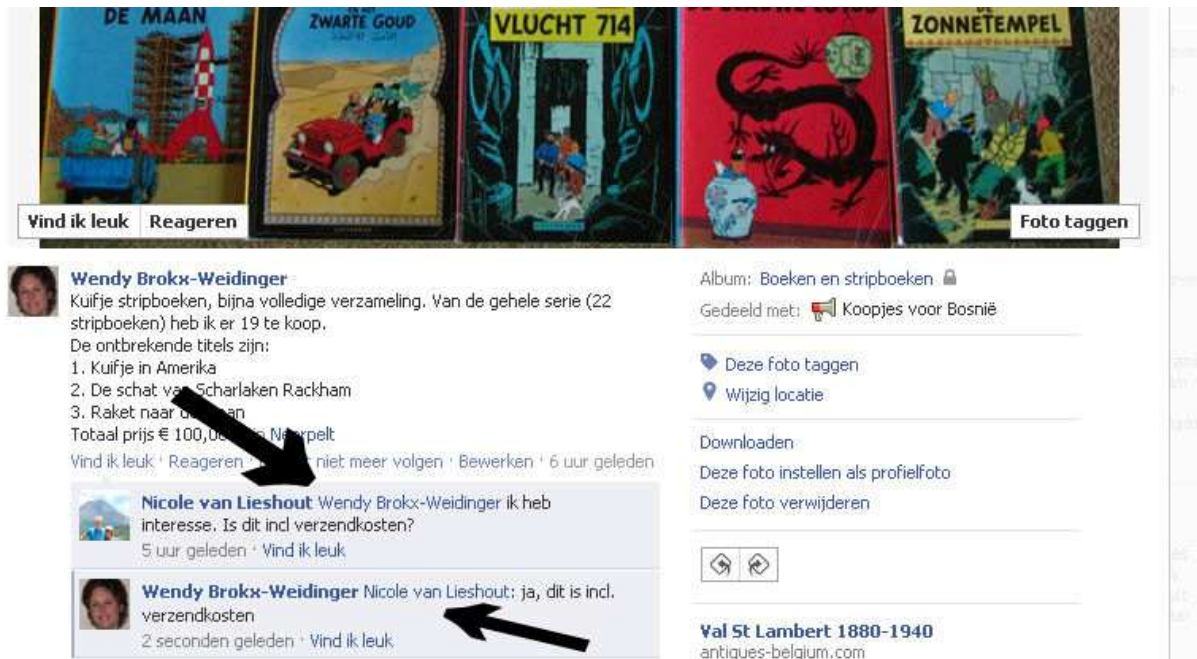 DE MAAN
ZWARTE GOUD
VLUCHT 714
ZONNETEMPEL
Vind ik leuk Reageren
Foto taggen
Wendy Brokx-Weidinger
Kuifje stripboeken, bijna volledige verzameling. Van de gehele serie (22
stripboeken) heb ik er 19 te koop.
De ontbrekende titels zijn:
1. Kuifje in Amerika
2. De schat van Scharlaken Rackham
3. Raket naar de maan
Totaal prijs € 100,00 Neerpelt
Vind ik leuk · Reageren · niet meer volgen · Bewerken · 6 uur geleden
Nicole van Lieshout Wendy Brokx-Weidinger ik heb
interesse. Is dit incl verzendkosten?
5 uur geleden · Vind ik leuk
Wendy Brokx-Weidinger Nicole van Lieshout: ja, dit is incl.
verzendkosten
2 seconden geleden · Vind ik leuk
Album: Boeken en stripboeken
Gedeeld met: Koopjes voor Bosnië
Deze foto taggen
Wijzig locatie
Downloaden
Deze foto instellen als profielfoto
Deze foto verwijderen
Val St Lambert 1880-1940
antiques-belgium.com